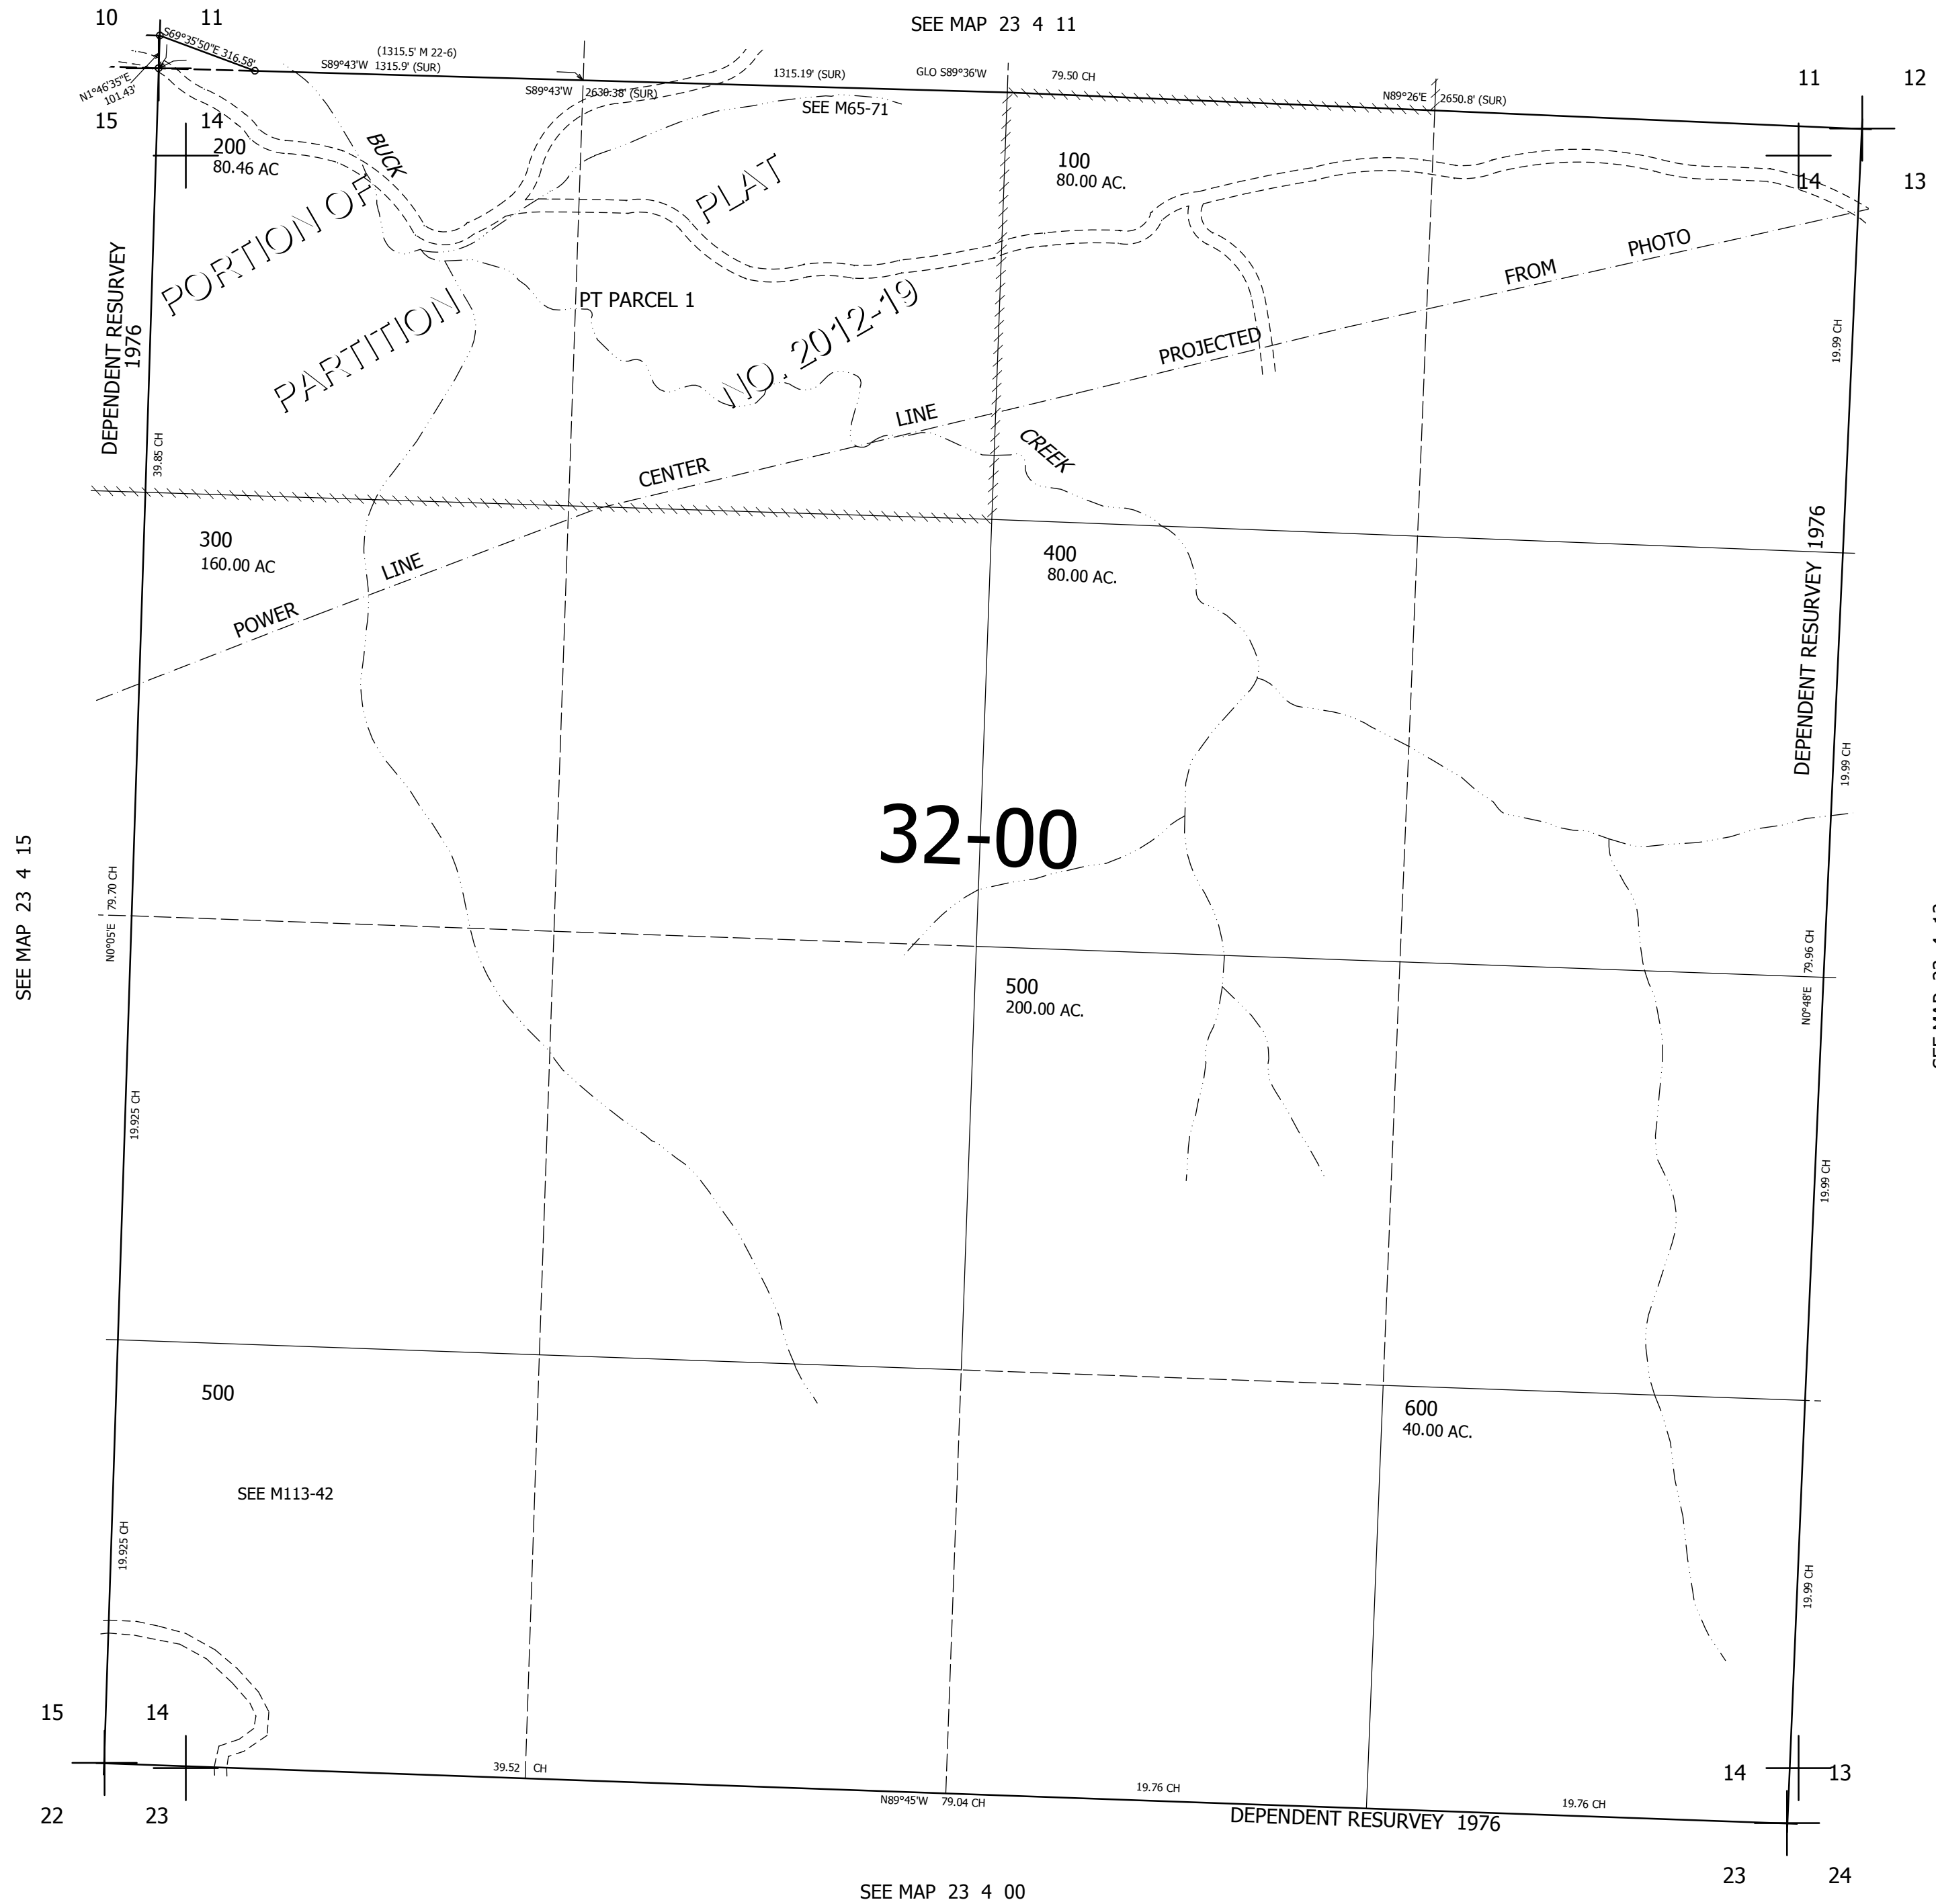 10
11
SEE MAP 23 4 11
S69°35'50"E 316.58'
(1315.5' M 22-6)
S89°43'W 1315.9' (SUR)
1315.19' (SUR)
GLO S89°36'W
79.50 CH
11
12
N1°46'35"E
101.43'
S89°43'W 2630.38' (SUR)
SEE M65-71
N89°26'E 2650.8' (SUR)
15
14
200
80.46 AC
BUCK
100
80.00 AC.
14
13
PORTION OF
PLAT
DEPENDENT RESURVEY
1976
PARTITION
PT PARCEL 1
NO. 2012-19
POWER LINE CENTER LINE PROJECTED FROM PHOTO
19.99 CH
39.85 CH
CREEK
300
160.00 AC
400
80.00 AC.
DEPENDENT RESURVEY 1976
19.99 CH
32-00
SEE MAP 23 4 15
N0°05'E 79.70 CH
N0°48'E 79.96 CH
500
200.00 AC.
19.925 CH
19.99 CH
500
600
40.00 AC.
SEE M113-42
19.925 CH
19.99 CH
15
14
39.52 CH
19.76 CH
19.76 CH
14
13
22
23
N89°45'W 79.04 CH
DEPENDENT RESURVEY 1976
23
24
SEE MAP 23 4 00